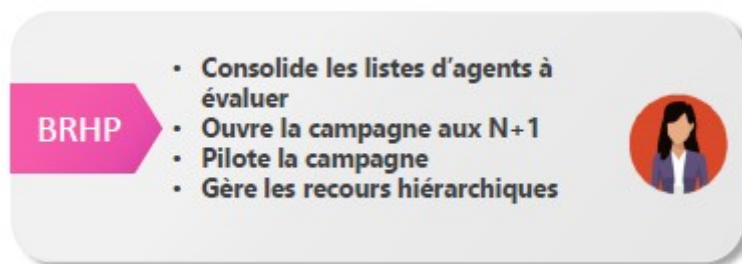 BRHP
• Consolide les listes d'agents à
évaluer
• Ouvre la campagne aux N+1
• Pilote la campagne
• Gère les recours hiérarchiques